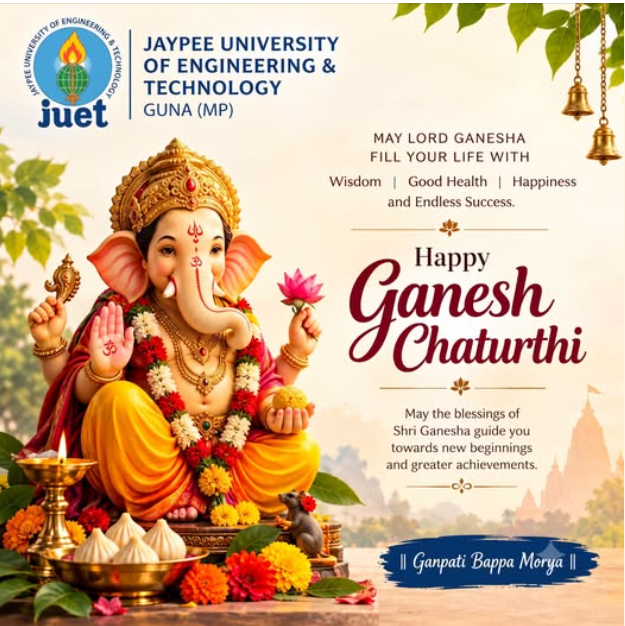 JAYPEE UNIVERSITY OF ENGINEERING & TECHNOLOGY
juet
JAYPEE UNIVERSITY
OF ENGINEERING &
TECHNOLOGY
GUNA (MP)
MAY LORD GANESHA
FILL YOUR LIFE WITH
Wisdom | Good Health | Happiness
and Endless Success.
Happy
Ganesh
Chaturthi
May the blessings of
Shri Ganesha guide you
towards new beginnings
and greater achievements.
|| Ganpati Bappa Morya ||
ॐ
ॐ